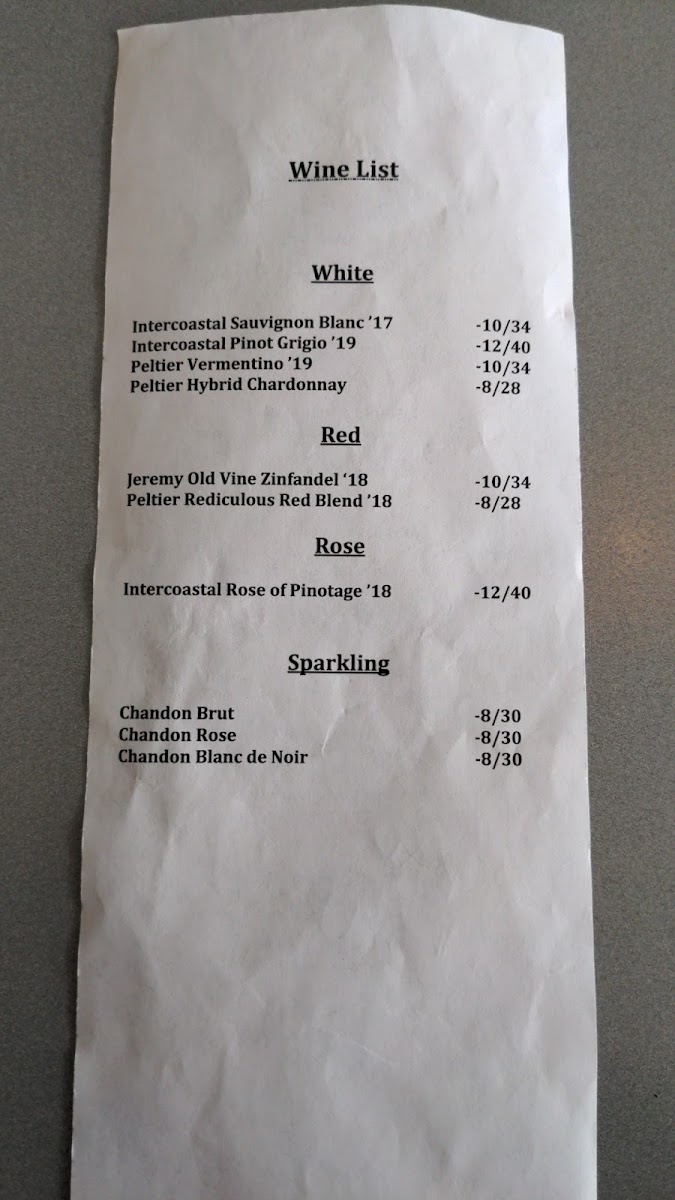 Wine List
White
Intercoastal Sauvignon Blanc ’17 -10/34
Intercoastal Pinot Grigio ’19 -12/40
Peltier Vermentino ’19 -10/34
Peltier Hybrid Chardonnay -8/28
Red
Jeremy Old Vine Zinfandel ‘18 -10/34
Peltier Rediculous Red Blend ’18 -8/28
Rose
Intercoastal Rose of Pinotage ’18 -12/40
Sparkling
Chandon Brut -8/30
Chandon Rose -8/30
Chandon Blanc de Noir -8/30